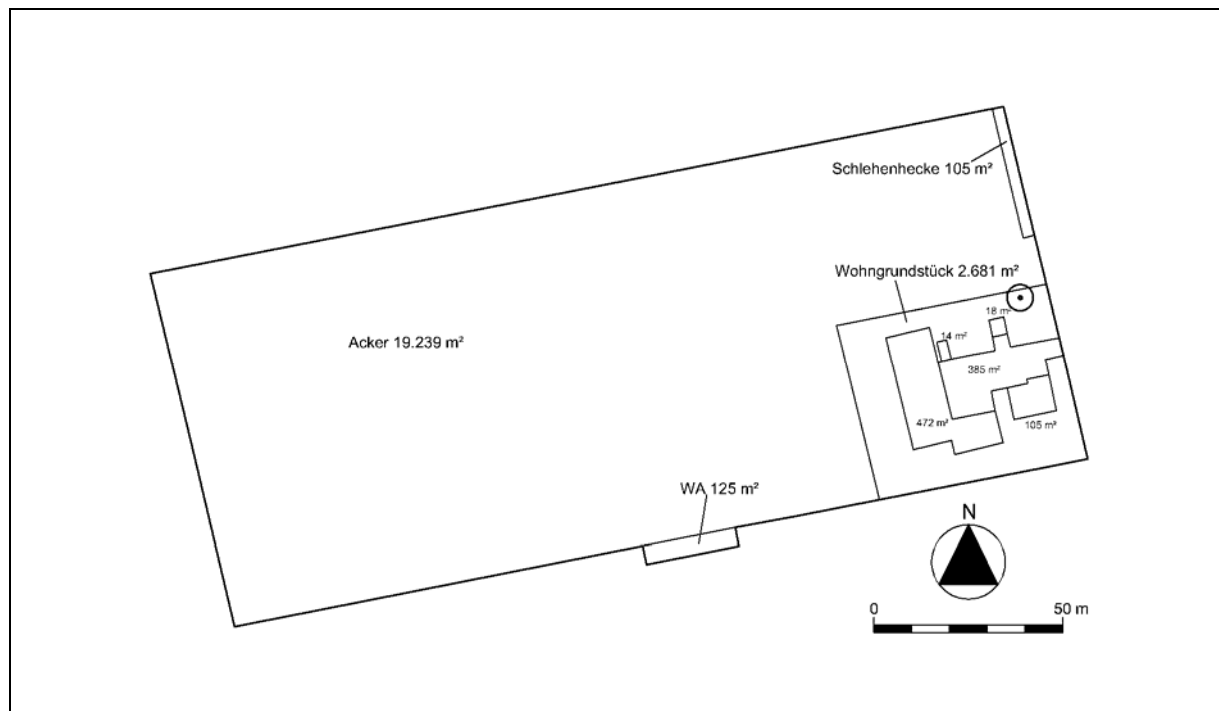 Schlehenhecke 105 m²
Wohngrundstück 2.681 m²
18 m²
14 m²
Acker 19.239 m²
385 m²
472 m²
105 m²
WA 125 m²
N
0 50 m